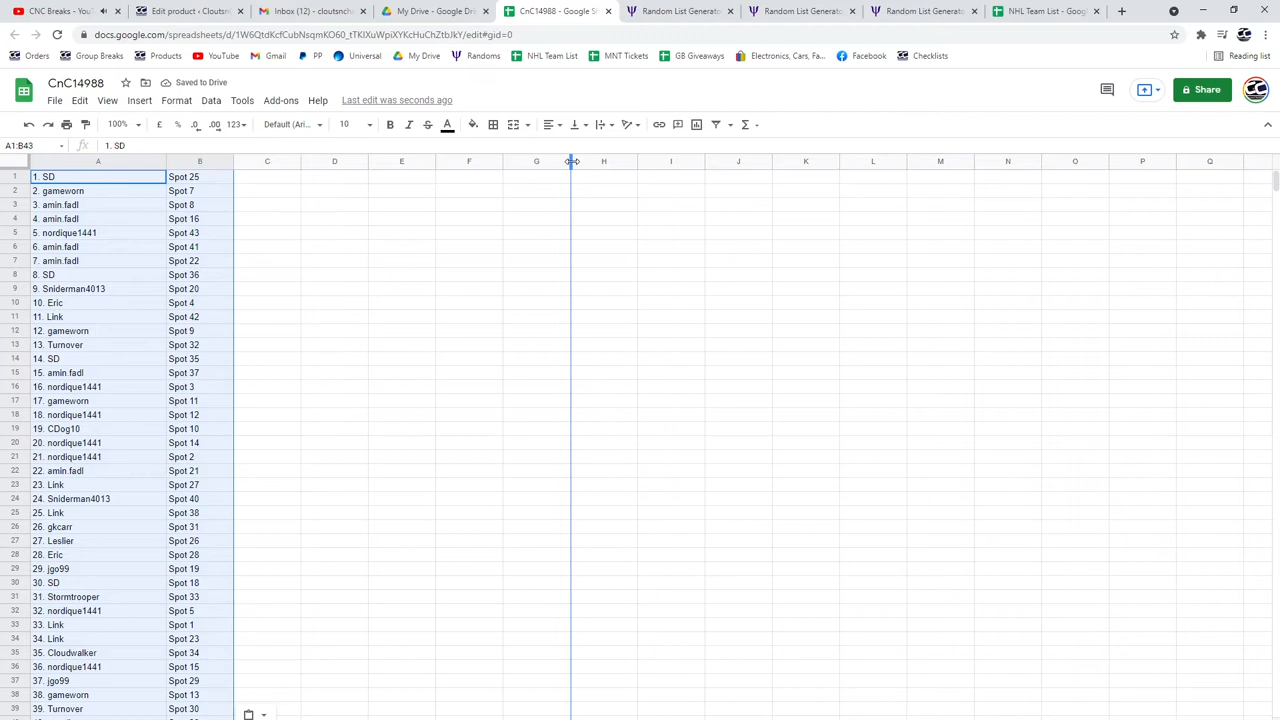 CnC Breaks - YouT
Edit product < Cloutsn
Inbox (12) - cloutsncha
My Drive - Google Dri
CnC14988 - Google Sh
Random List Generato
Random List Generato
Random List Generato
NHL Team List - Goog
docs.google.com/spreadsheets/d/1W6QtdKcfCubNsqmKO60_tTKIXuWpiXYKcHuChZtbJkY/edit#gid=0
Orders
Group Breaks
Products
YouTube
PP
Universal
Gmail
My Drive
Randoms
NHL Team List
MNT Tickets
GB Giveaways
Electronics, Cars, Fa...
Facebook
Checklists
Reading list
CnC14988
Saved to Drive
File Edit View Insert Format Data Tools Add-ons Help Last edit was seconds ago
Share
100% £ % .0 .00 123 Default (Ari... 10 B I S A
A1:B43 fx 1. SD
A B C D E F G H I J K L M N O P Q
1 1. SD Spot 25
2 2. gameworn Spot 7
3 3. amin.fadl Spot 8
4 4. amin.fadl Spot 16
5 5. nordique1441 Spot 43
6 6. amin.fadl Spot 41
7 7. amin.fadl Spot 22
8 8. SD Spot 36
9 9. Sniderman4013 Spot 20
10 10. Eric Spot 4
11 11. Link Spot 42
12 12. gameworn Spot 9
13 13. Turnover Spot 32
14 14. SD Spot 35
15 15. amin.fadl Spot 37
16 16. nordique1441 Spot 3
17 17. gameworn Spot 11
18 18. nordique1441 Spot 12
19 19. CDog10 Spot 10
20 20. nordique1441 Spot 14
21 21. nordique1441 Spot 2
22 22. amin.fadl Spot 21
23 23. Link Spot 27
24 24. Sniderman4013 Spot 40
25 25. Link Spot 38
26 26. gkcarr Spot 31
27 27. Leslier Spot 26
28 28. Eric Spot 28
29 29. jgo99 Spot 19
30 30. SD Spot 18
31 31. Stormtrooper Spot 33
32 32. nordique1441 Spot 5
33 33. Link Spot 1
34 34. Link Spot 23
35 35. Cloudwalker Spot 34
36 36. nordique1441 Spot 15
37 37. jgo99 Spot 29
38 38. gameworn Spot 13
39 39. Turnover Spot 30